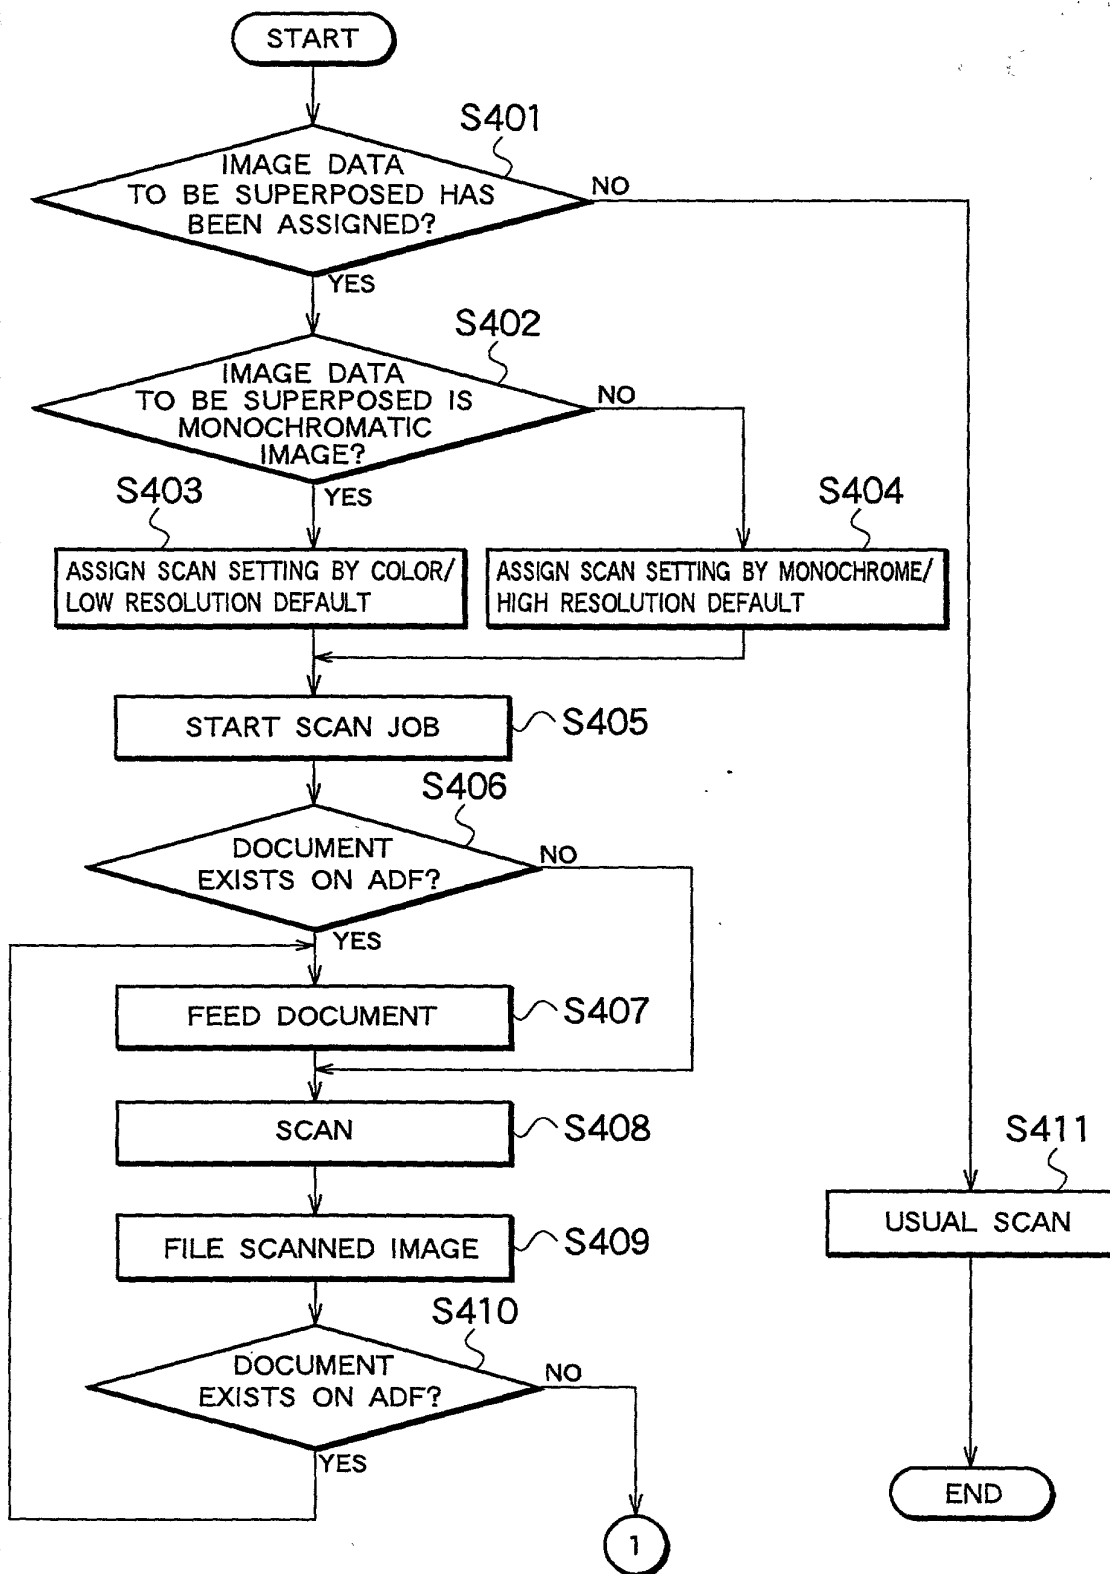 START
S401
IMAGE DATA
TO BE SUPERPOSED HAS
BEEN ASSIGNED?
NO
YES
S402
IMAGE DATA
TO BE SUPERPOSED IS
MONOCHROMATIC
IMAGE?
NO
YES
S403
ASSIGN SCAN SETTING BY COLOR/
LOW RESOLUTION DEFAULT
S404
ASSIGN SCAN SETTING BY MONOCHROME/
HIGH RESOLUTION DEFAULT
START SCAN JOB
S405
S406
DOCUMENT
EXISTS ON ADF?
NO
YES
FEED DOCUMENT
S407
SCAN
S408
FILE SCANNED IMAGE
S409
S410
DOCUMENT
EXISTS ON ADF?
NO
YES
1
S411
USUAL SCAN
END